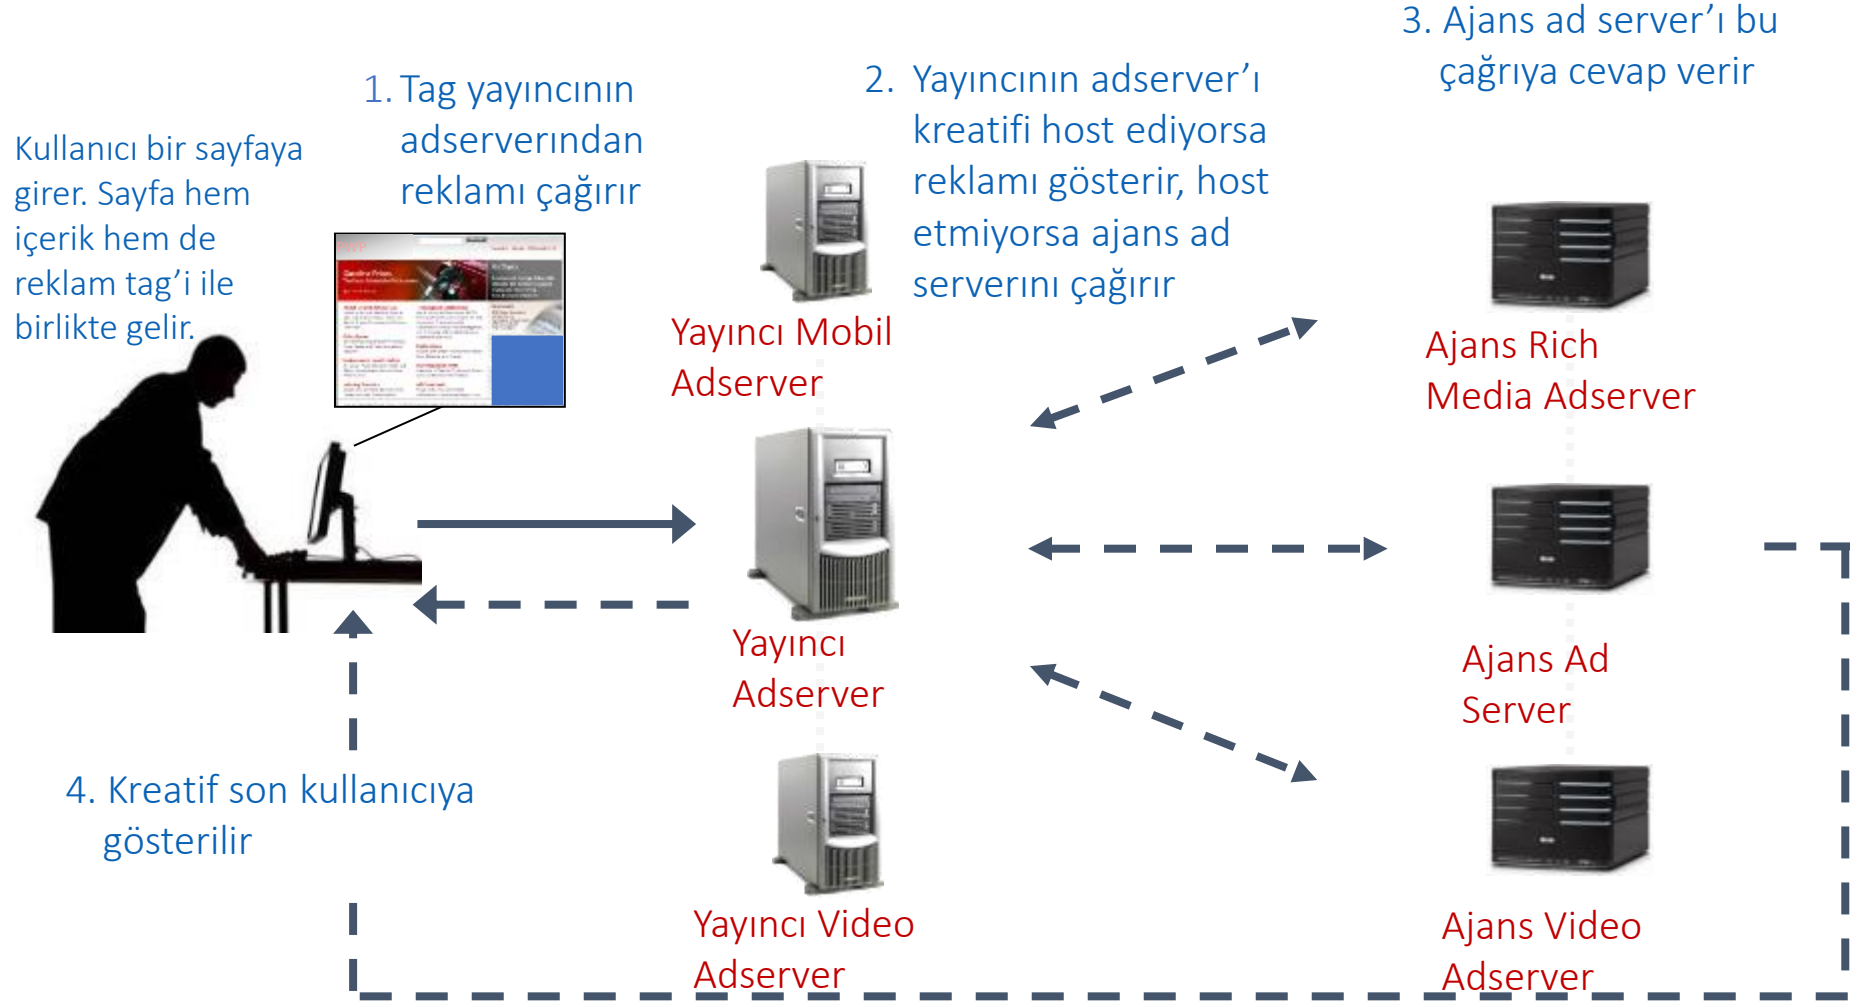 3. Ajans ad server’ı bu
çağrıya cevap verir
1. Tag yayıncının
adserverından
reklamı çağırır
2. Yayıncının adserver’ı
kreatifi host ediyorsa
reklamı gösterir, host
etmiyorsa ajans ad
serverını çağırır
Kullanıcı bir sayfaya
girer. Sayfa hem
içerik hem de
reklam tag’i ile
birlikte gelir.
Yayıncı Mobil
Adserver
Ajans Rich
Media Adserver
Yayıncı
Adserver
Ajans Ad
Server
4. Kreatif son kullanıcıya
gösterilir
Yayıncı Video
Adserver
Ajans Video
Adserver